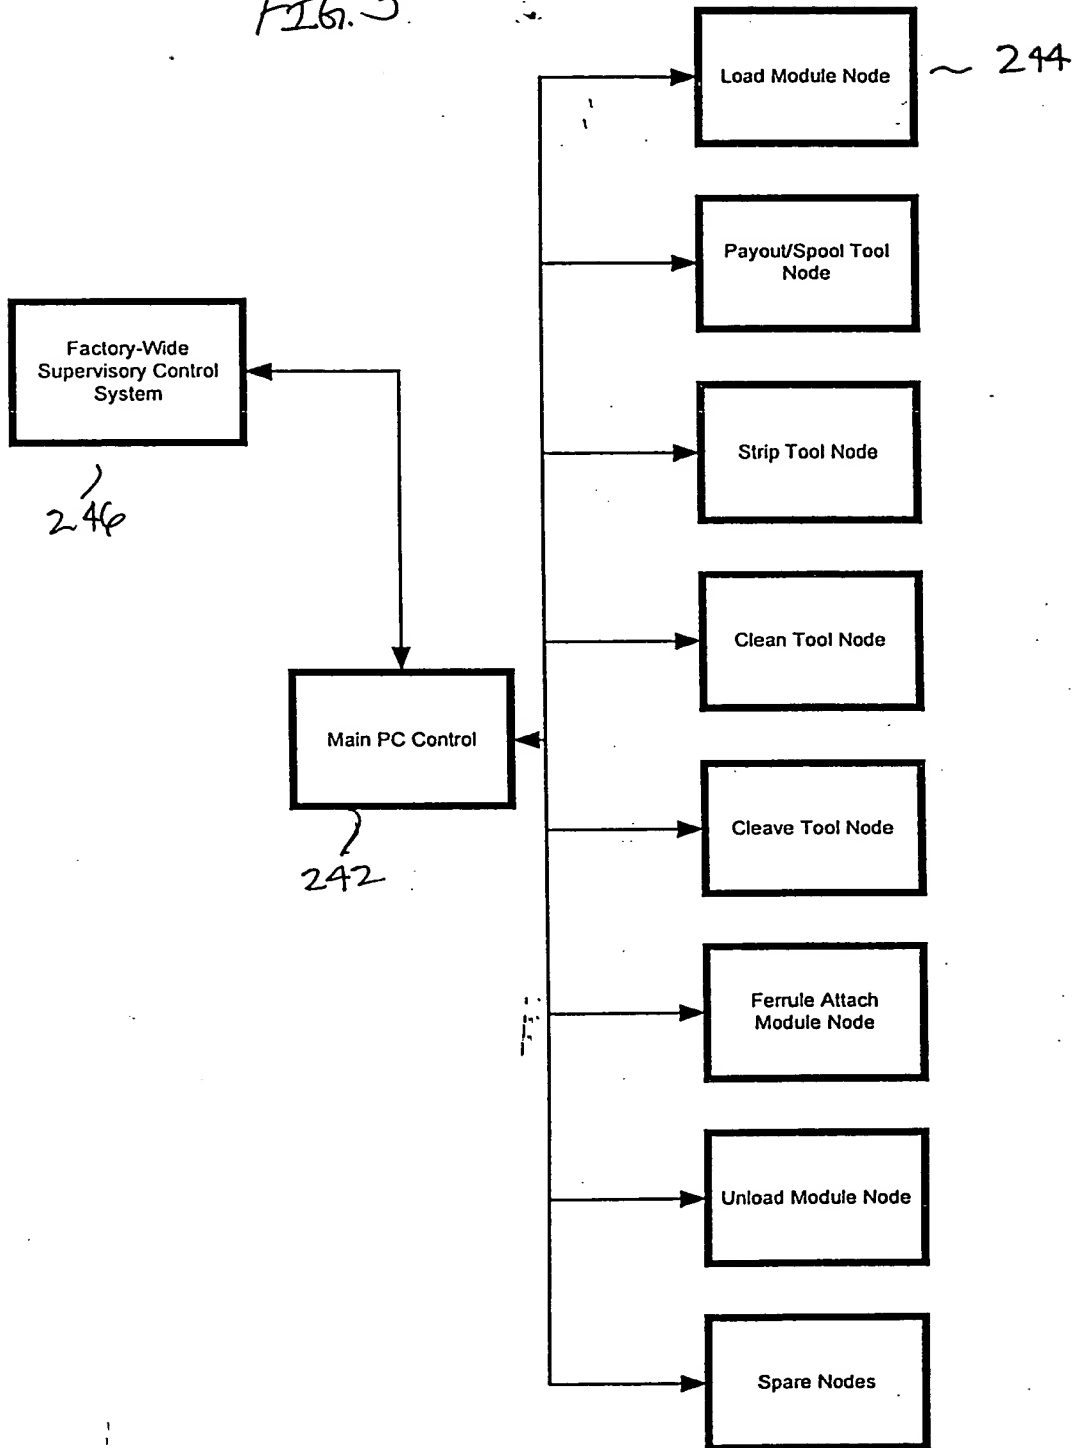 FIG. 5
Load Module Node
244
Payout/Spool Tool
Node
Factory-Wide
Supervisory Control
System
Strip Tool Node
246
Clean Tool Node
Main PC Control
Cleave Tool Node
242
Ferrule Attach
Module Node
Unload Module Node
Spare Nodes